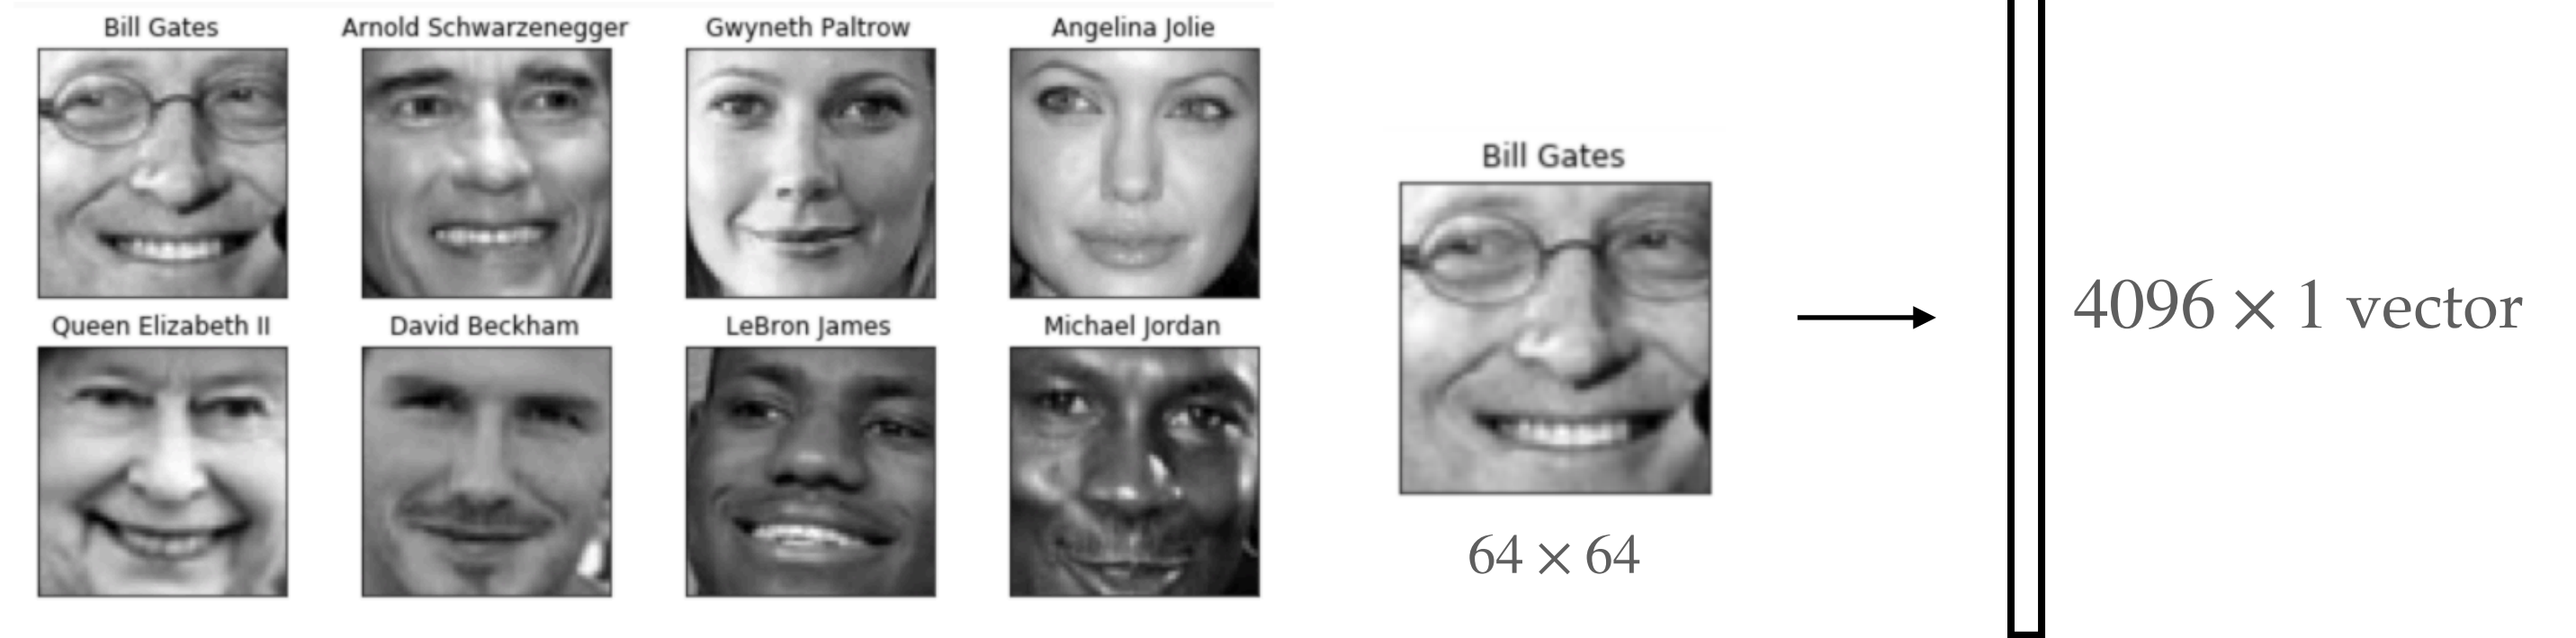 Bill Gates
Arnold Schwarzenegger
Gwyneth Paltrow
Angelina Jolie
Queen Elizabeth II
David Beckham
LeBron James
Michael Jordan
Bill Gates
64 × 64
4096 × 1 vector